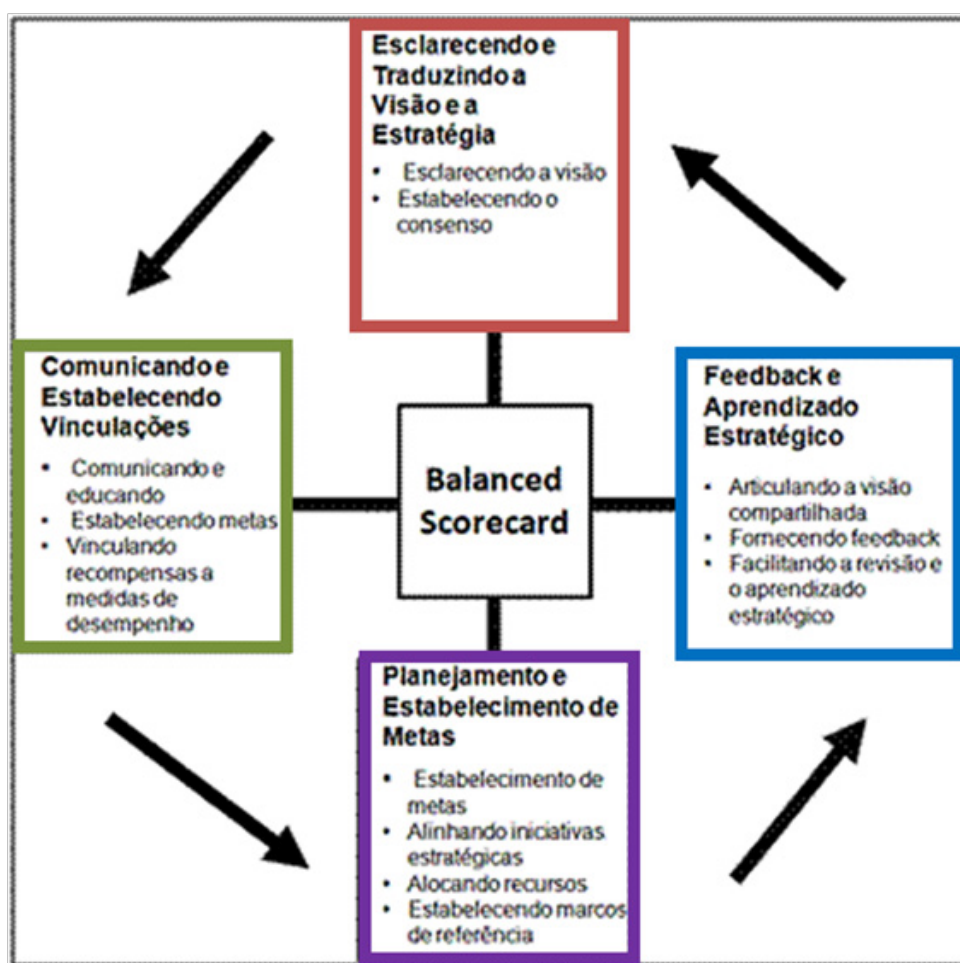 Esclarecendo e
Traduzindo a
Visão e a
Estratégia
• Esclarecendo a visão
• Estabelecendo o
consenso
Comunicando e
Estabelecendo
Vinculações
• Comunicando e
educando
• Estabelecendo metas
• Vinculando
recompensas a
medidas de
desempenho
Balanced
Scorecard
Feedback e
Aprendizado
Estratégico
• Articulando a visão
compartilhada
• Fornecendo feedback
• Facilitando a revisão e
o aprendizado
estratégico
Planejamento e
Estabelecimento de
Metas
• Estabelecimento de
metas
• Alinhando iniciativas
estratégicas
• Alocando recursos
• Estabelecendo marcos
de referência